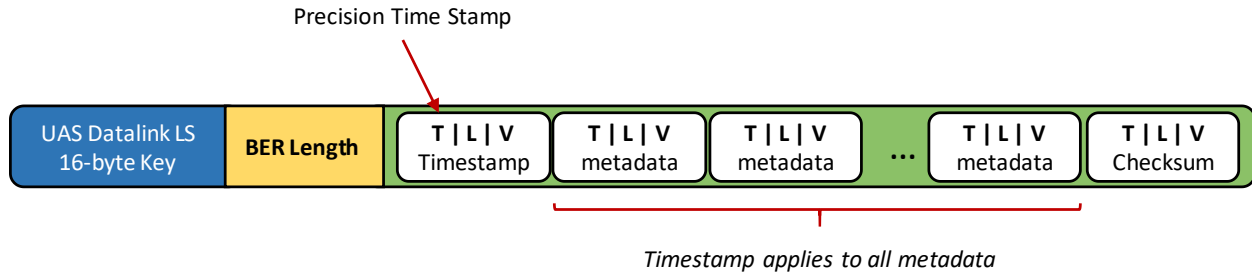 Precision Time Stamp
UAS Datalink LS
16-byte Key
BER Length
T | L | V
Timestamp
T | L | V
metadata
T | L | V
metadata
...
T | L | V
metadata
T | L | V
Checksum
Timestamp applies to all metadata